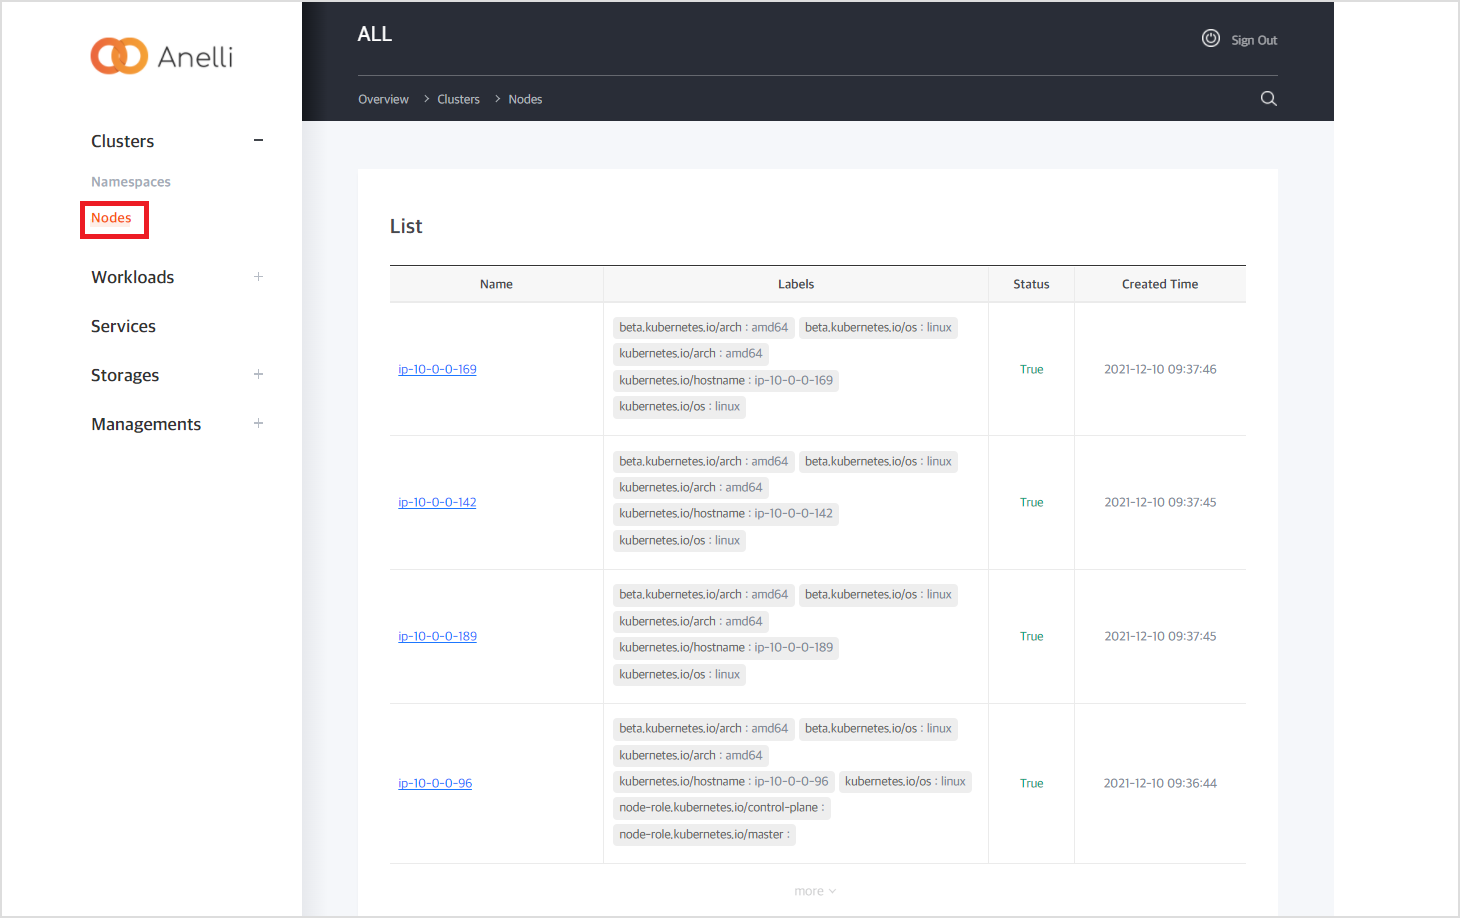 Anelli
Clusters
Namespaces
Nodes
Workloads
Services
Storages
Managements
ALL
Sign Out
Overview > Clusters > Nodes
List
Name Labels Status Created Time
beta.kubernetes.io/arch : amd64 beta.kubernetes.io/os : linux
kubernetes.io/arch : amd64
ip-10-0-0-169 True 2021-12-10 09:37:46
kubernetes.io/hostname : ip-10-0-0-169
kubernetes.io/os : linux
beta.kubernetes.io/arch : amd64 beta.kubernetes.io/os : linux
kubernetes.io/arch : amd64
ip-10-0-0-142 True 2021-12-10 09:37:45
kubernetes.io/hostname : ip-10-0-0-142
kubernetes.io/os : linux
beta.kubernetes.io/arch : amd64 beta.kubernetes.io/os : linux
kubernetes.io/arch : amd64
ip-10-0-0-189 True 2021-12-10 09:37:45
kubernetes.io/hostname : ip-10-0-0-189
kubernetes.io/os : linux
beta.kubernetes.io/arch : amd64 beta.kubernetes.io/os : linux
kubernetes.io/arch : amd64
ip-10-0-0-96 kubernetes.io/hostname : ip-10-0-0-96 kubernetes.io/os : linux True 2021-12-10 09:36:44
node-role.kubernetes.io/control-plane :
node-role.kubernetes.io/master :
more